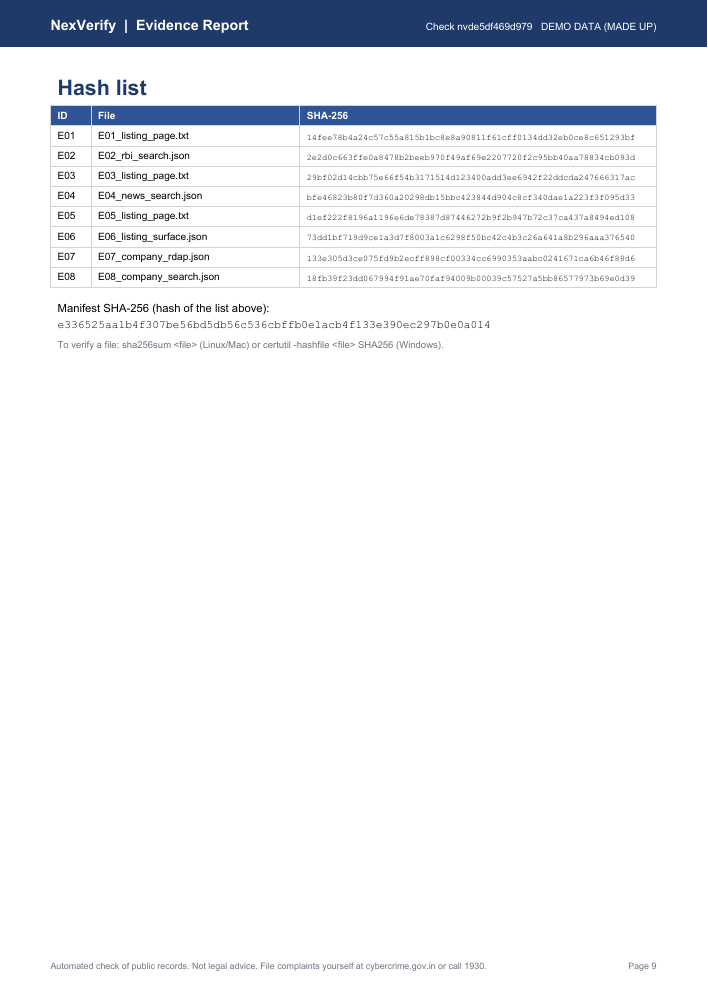 NexVerify | Evidence Report
Check nvde5df469d979 DEMO DATA (MADE UP)
Hash list
ID File SHA-256
E01 E01_listing_page.txt 14fee78b4a24c57c55a815b1bc8e8a90811f61cff0134dd32eb0ce8c651293bf
E02 E02_rbi_search.json 2e2d0c663ffe0a8478b2beeb970f49af69e2207720f2c95bb40aa78834cb093d
E03 E03_listing_page.txt 29bf02d14cbb75e66f54b3171514d123400add3ee6942f22ddcda247666317ac
E04 E04_news_search.json bfe46823b80f7d360a20298db15bbc423844d904c8cf340dae1a223f3f095d33
E05 E05_listing_page.txt d1ef222f8196a1196e6de78387d87446272b9f2b947b72c37ca437a8494ed108
E06 E06_listing_surface.json 73dd1bf719d9ce1a3d7f8003a1c6298f50bc42c4b3c26a641a8b296aaa376540
E07 E07_company_rdap.json 133e305d3ce075fd9b2ecff898cf00334cc6990353aabc0241671ca6b46f88d6
E08 E08_company_search.json 18fb39f23dd067994f91ae70faf94009b00039c57527a5bb86577973b69e0d39
Manifest SHA-256 (hash of the list above):
e336525aa1b4f307be56bd5db56c536cbffb0e1acb4f133e390ec297b0e0a014
To verify a file: sha256sum <file> (Linux/Mac) or certutil -hashfile <file> SHA256 (Windows).
Automated check of public records. Not legal advice. File complaints yourself at cybercrime.gov.in or call 1930.
Page 9